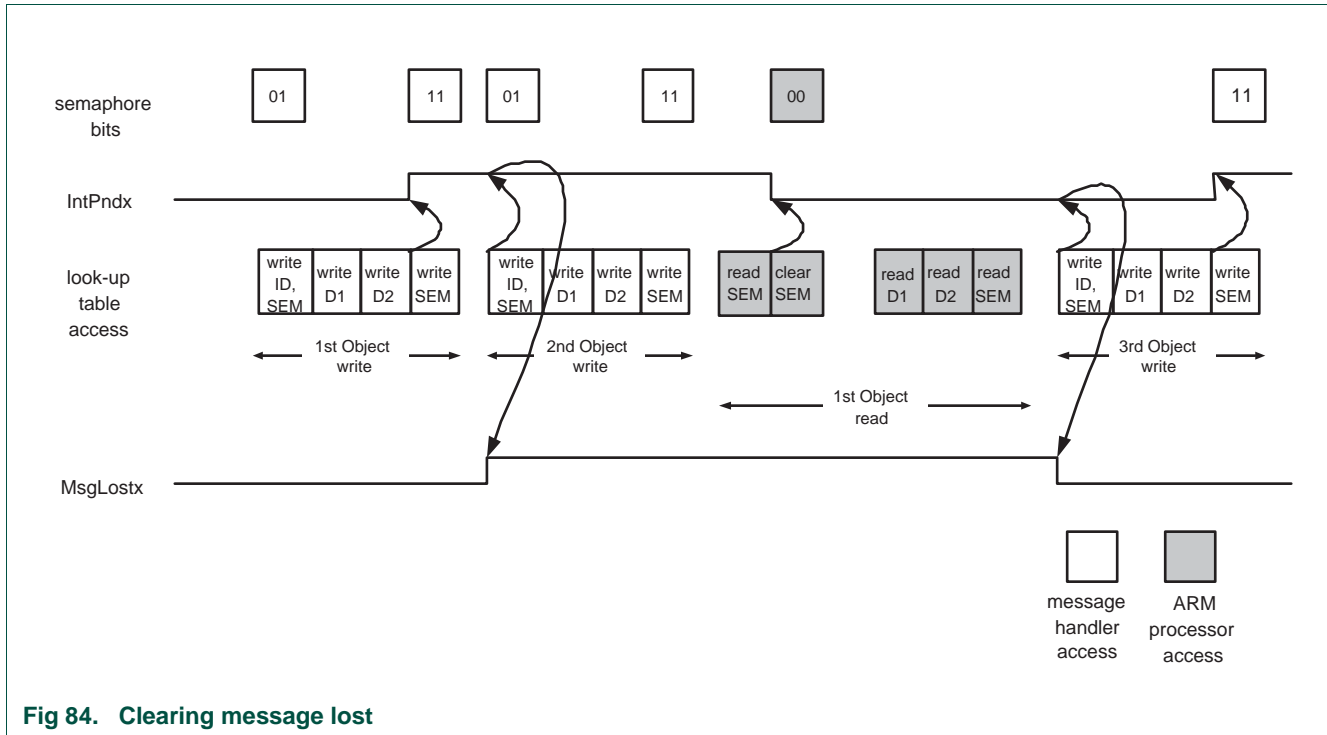 semaphore
bits
01
11
01
11
00
11
IntPndx
look-up
table
access
write
ID,
SEM
write
D1
write
D2
write
SEM
write
ID,
SEM
write
D1
write
D2
write
SEM
read
SEM
clear
SEM
read
D1
read
D2
read
SEM
write
ID,
SEM
write
D1
write
D2
write
SEM
1st Object
write
2nd Object
write
3rd Object
write
1st Object
read
MsgLostx
message
handler
access
ARM
processor
access
Fig 84. Clearing message lost